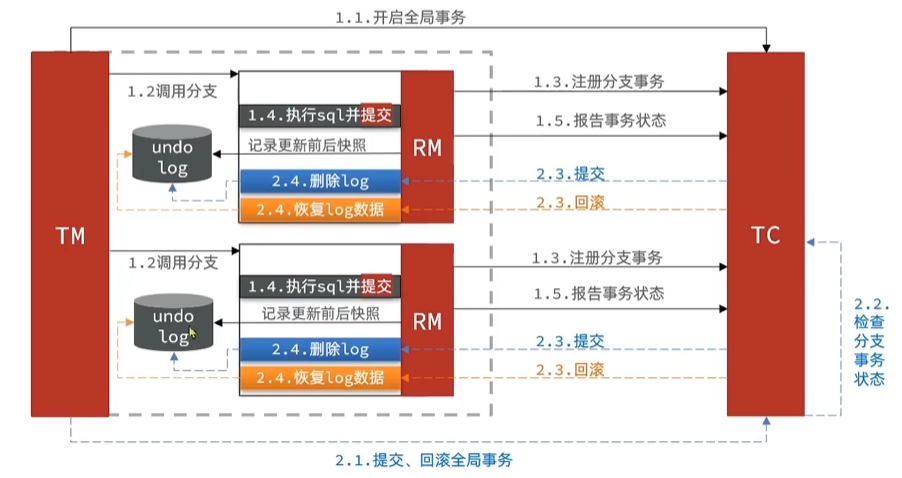 1.1.开启全局事务
TM
TC
1.2调用分支
1.3.注册分支事务
1.4.执行sql并提交
1.5.报告事务状态
undo
log
记录更新前后快照
RM
2.3.提交
2.4.删除log
2.3.回滚
2.4.恢复log数据
1.2调用分支
1.3.注册分支事务
1.4.执行sql并提交
1.5.报告事务状态
undo
log
记录更新前后快照
RM
2.3.提交
2.4.删除log
2.3.回滚
2.4.恢复log数据
2.2.
检查
分支
事务
状态
2.1.提交、回滚全局事务